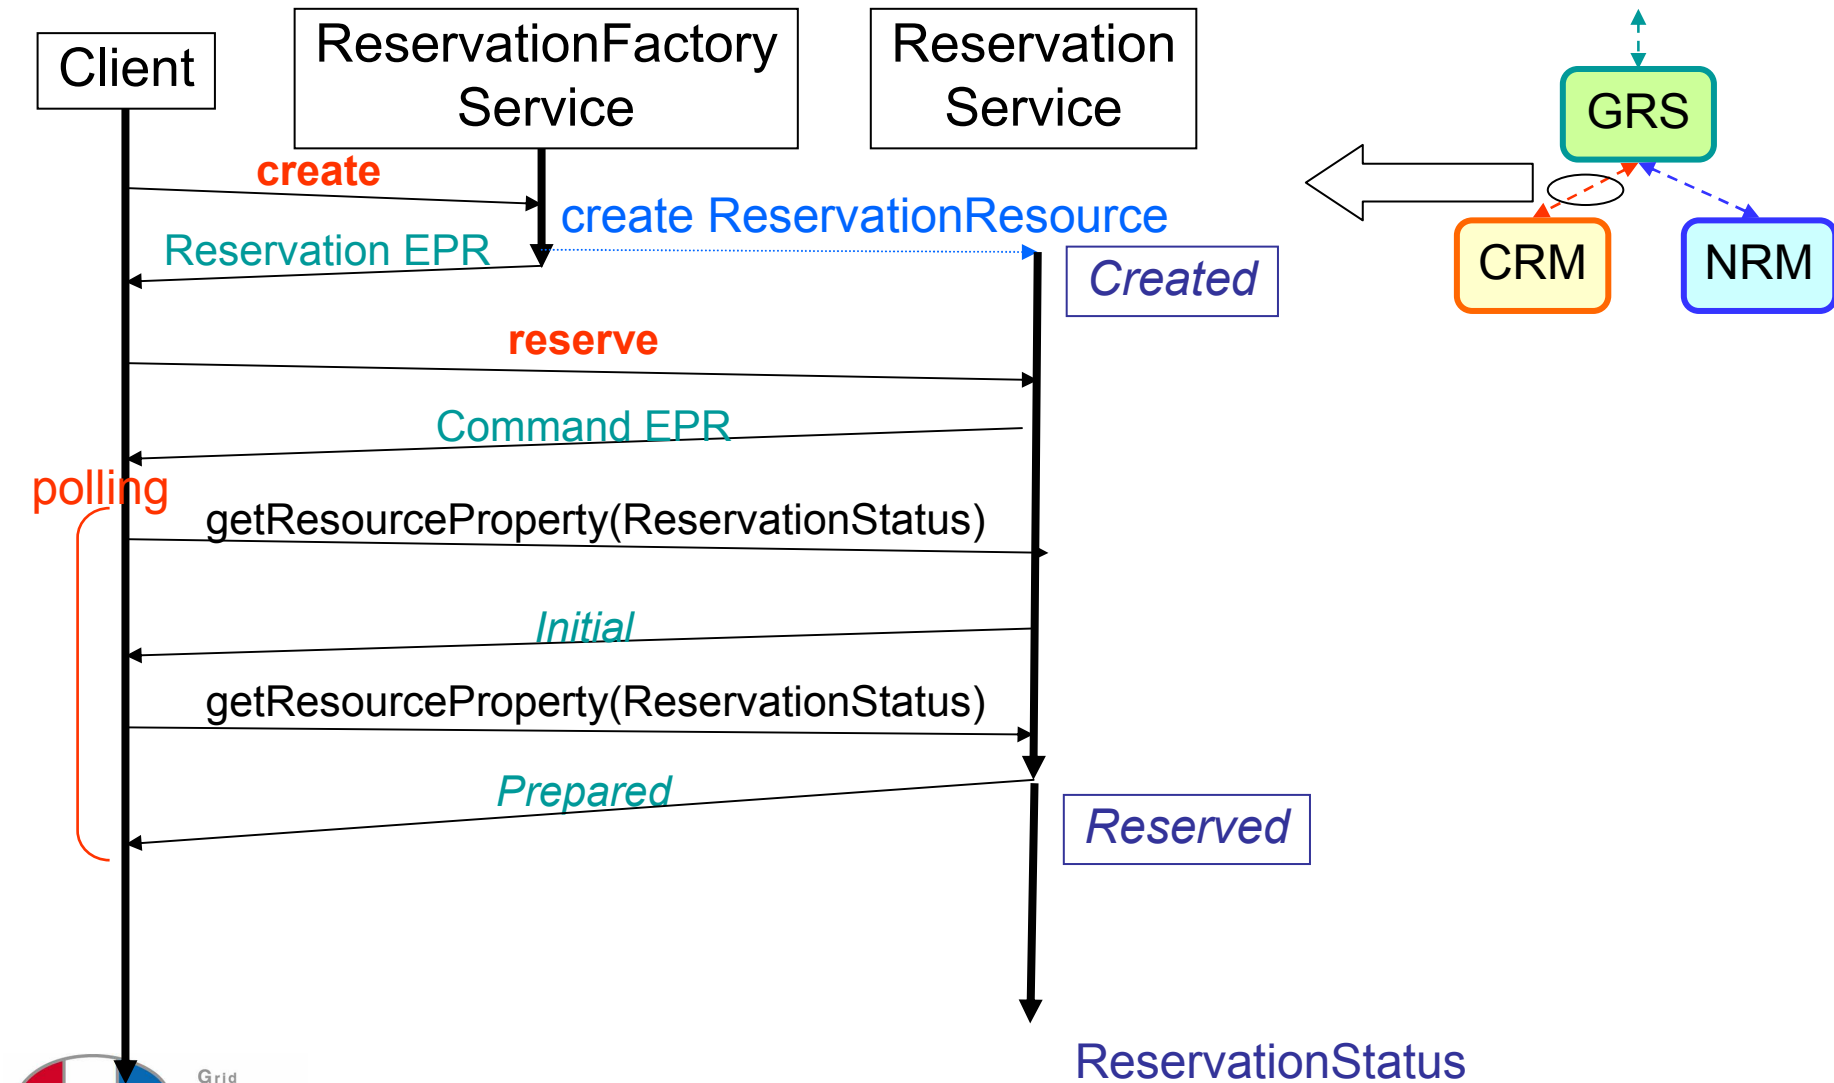 Client
ReservationFactory
Service
Reservation
Service
GRS
CRM
NRM
create
create ReservationResource
Reservation EPR
Created
reserve
Command EPR
polling
getResourceProperty(ReservationStatus)
Initial
getResourceProperty(ReservationStatus)
Prepared
Reserved
ReservationStatus
Grid